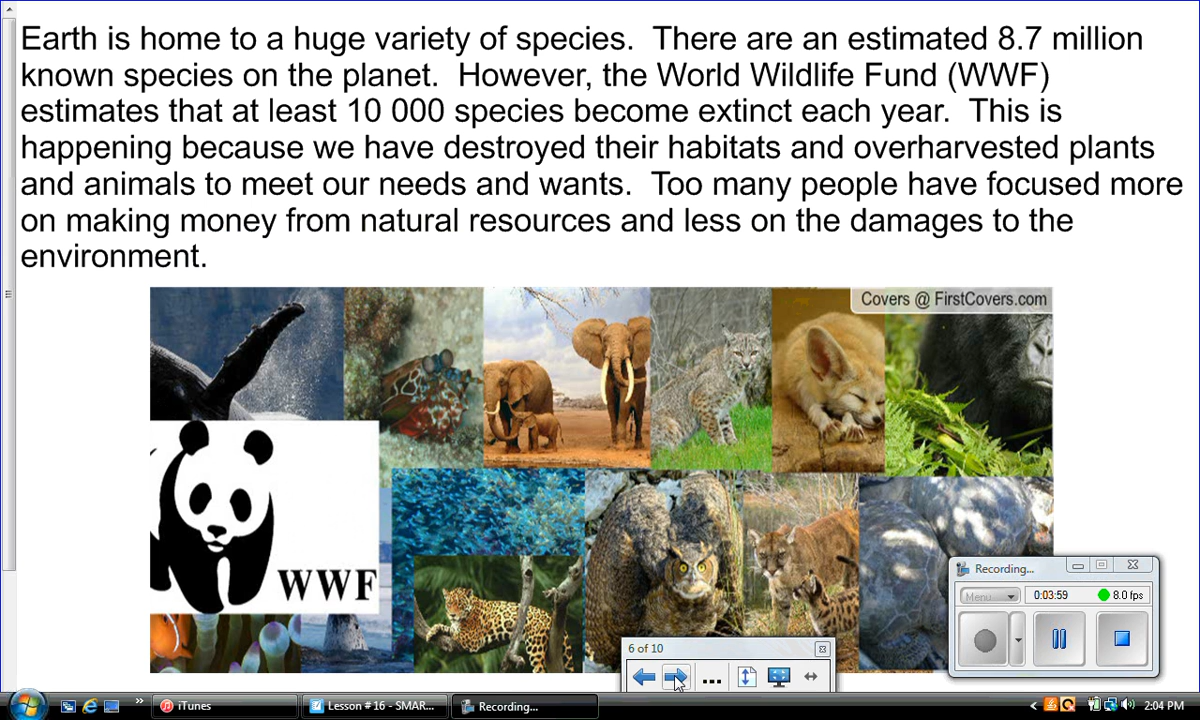 Earth is home to a huge variety of species.  There are an estimated 8.7 million
known species on the planet.  However, the World Wildlife Fund (WWF)
estimates that at least 10 000 species become extinct each year.  This is
happening because we have destroyed their habitats and overharvested plants
and animals to meet our needs and wants.  Too many people have focused more
on making money from natural resources and less on the damages to the
environment.
Covers @ FirstCovers.com
WWF
Recording...
Menu
0:03:59
8.0 fps
6 of 10
iTunes
Lesson # 16 - SMAR...
Recording...
2:04 PM